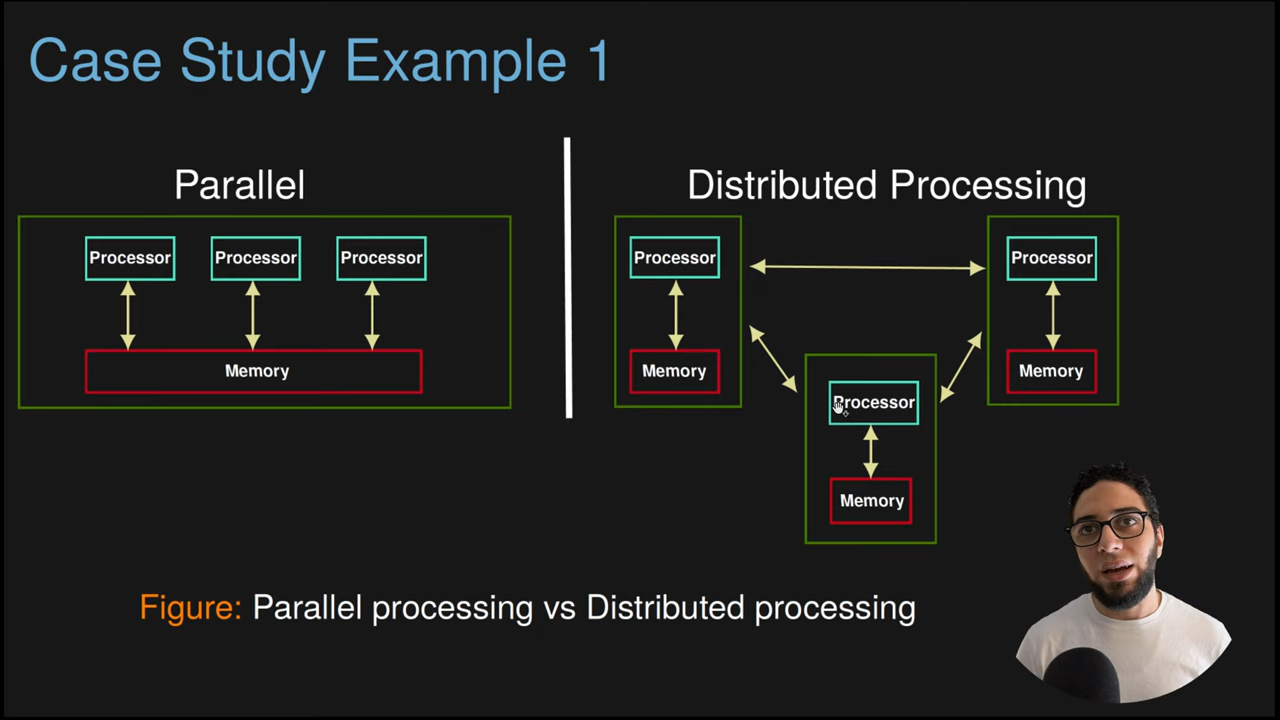 Case Study Example 1
Parallel
Processor
Processor
Processor
Memory
Distributed Processing
Processor
Memory
Processor
Memory
Processor
Memory
Figure: Parallel processing vs Distributed processing